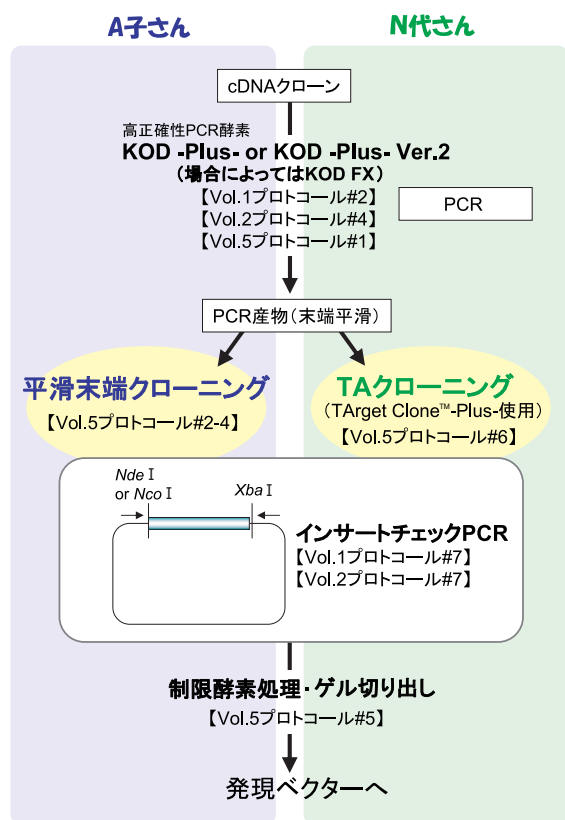 A子さん
N代さん
cDNAクローン
高正確性PCR酵素
KOD -Plus- or KOD -Plus- Ver.2
（場合によってはKOD FX）
【Vol.1プロトコール#2】
【Vol.2プロトコール#4】
【Vol.5プロトコール#1】
PCR
PCR産物（末端平滑）
平滑末端クローニング
【Vol.5プロトコール#2-4】
TAクローニング
（TArget Clone™-Plus-使用）
【Vol.5プロトコール#6】
Nde I
or Nco I
Xba I
インサートチェックPCR
【Vol.1プロトコール#7】
【Vol.2プロトコール#7】
制限酵素処理・ゲル切り出し
【Vol.5プロトコール#5】
発現ベクターへ